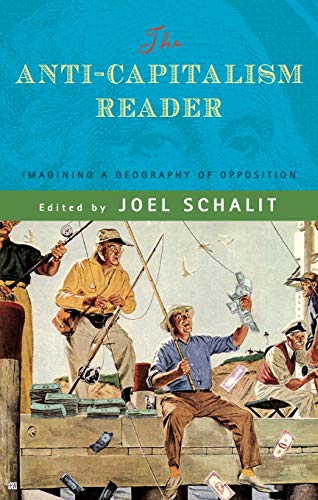 The
ANTI-CAPITALISM
READER
IMAGINING A GEOGRAPHY OF OPPOSITION
Edited by JOEL SCHALIT